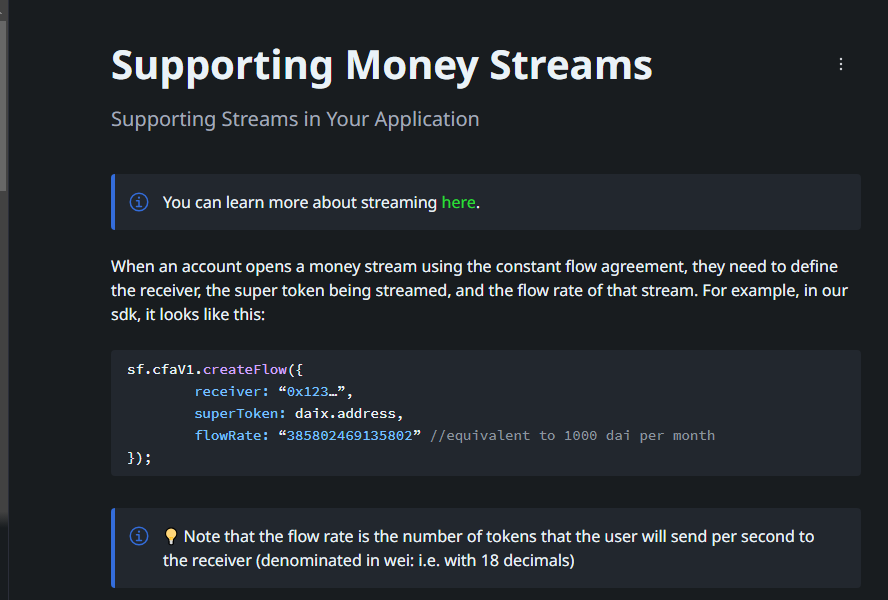 Supporting Money Streams
Supporting Streams in Your Application
You can learn more about streaming here.
When an account opens a money stream using the constant flow agreement, they need to define
the receiver, the super token being streamed, and the flow rate of that stream. For example, in our
sdk, it looks like this:
sf.cfaV1.createFlow({
        receiver: “0x123…”,
        superToken: daix.address,
        flowRate: “385802469135802” //equivalent to 1000 dai per month
});
💡 Note that the flow rate is the number of tokens that the user will send per second to
the receiver (denominated in wei: i.e. with 18 decimals)